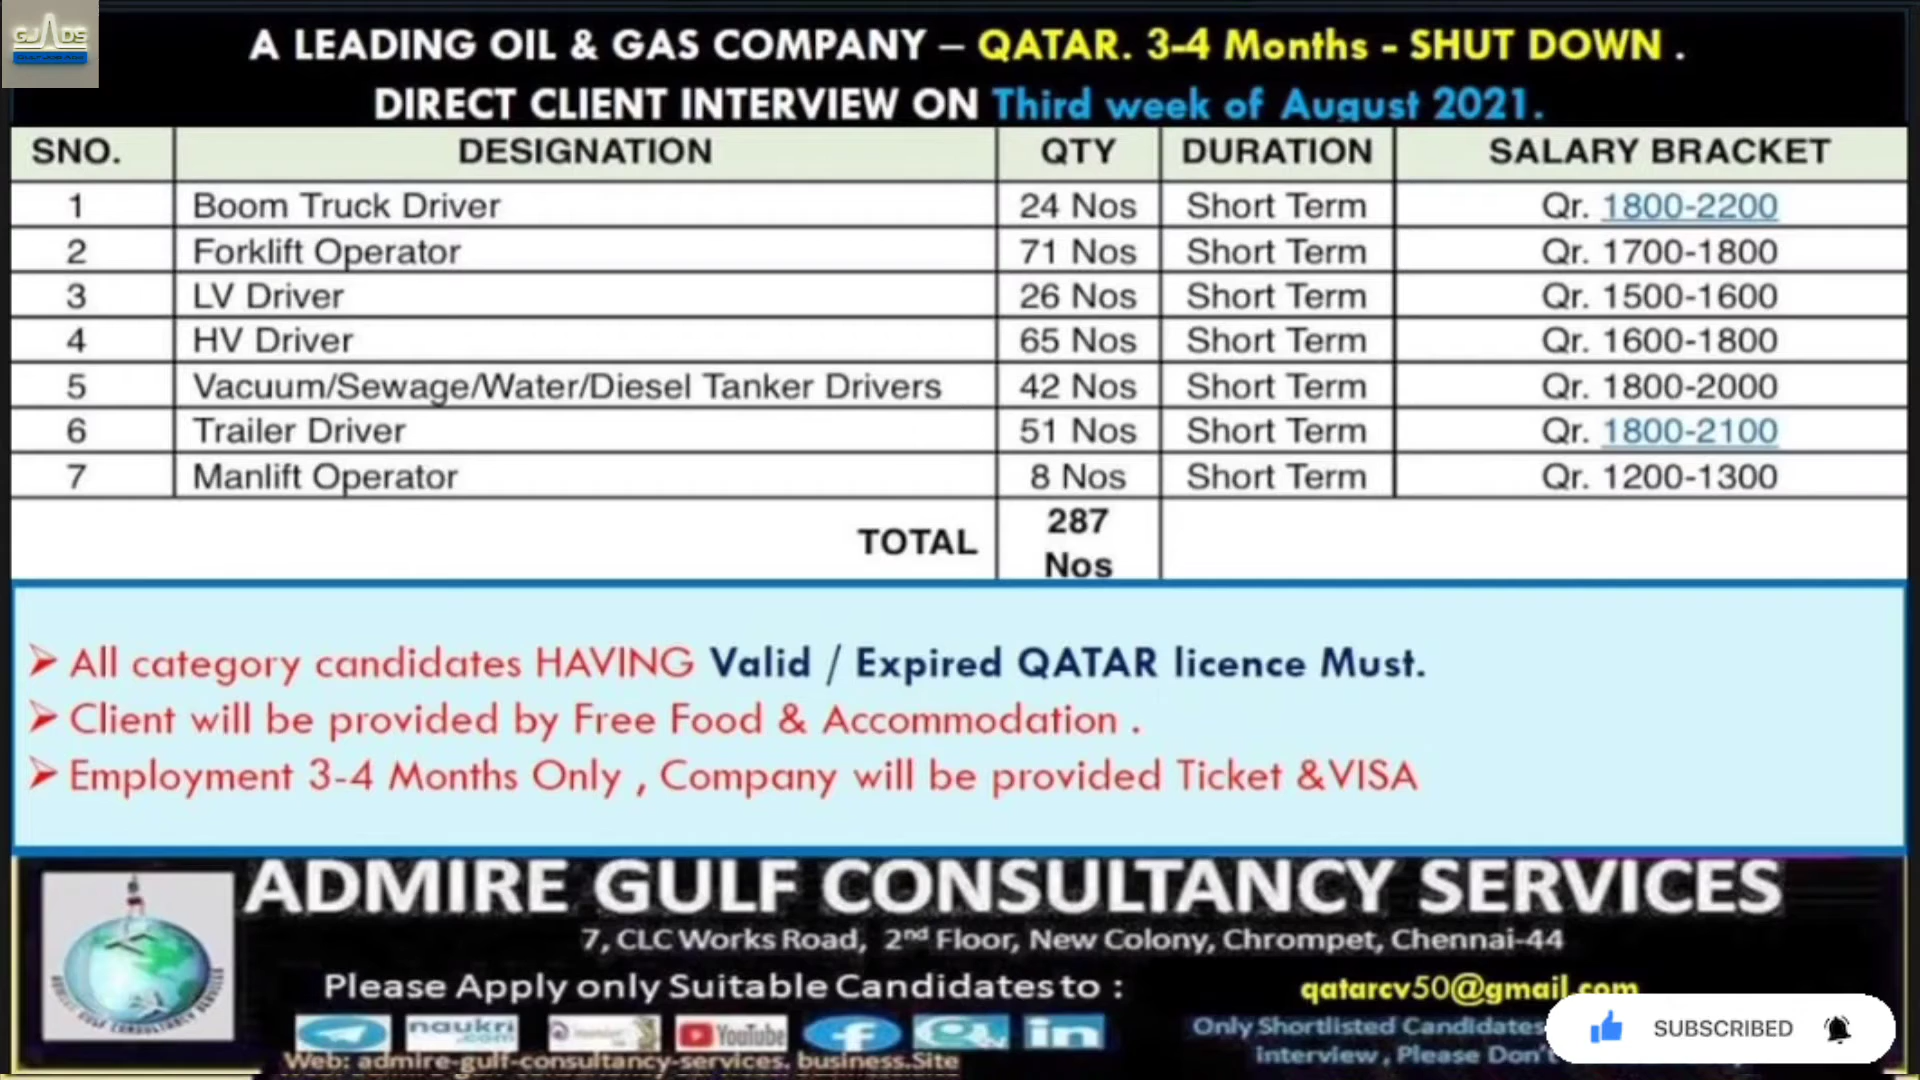 GJADS
A LEADING OIL & GAS COMPANY – QATAR. 3-4 Months - SHUT DOWN .
DIRECT CLIENT INTERVIEW ON Third week of August 2021.
SNO. DESIGNATION QTY DURATION SALARY BRACKET
1 Boom Truck Driver 24 Nos Short Term Qr. 1800-2200
2 Forklift Operator 71 Nos Short Term Qr. 1700-1800
3 LV Driver 26 Nos Short Term Qr. 1500-1600
4 HV Driver 65 Nos Short Term Qr. 1600-1800
5 Vacuum/Sewage/Water/Diesel Tanker Drivers 42 Nos Short Term Qr. 1800-2000
6 Trailer Driver 51 Nos Short Term Qr. 1800-2100
7 Manlift Operator 8 Nos Short Term Qr. 1200-1300
TOTAL 287 Nos
➢ All category candidates HAVING Valid / Expired QATAR licence Must.
➢ Client will be provided by Free Food & Accommodation .
➢ Employment 3-4 Months Only , Company will be provided Ticket &VISA
ADMIRE GULF CONSULTANCY SERVICES
7, CLC Works Road, 2nd Floor, New Colony, Chrompet, Chennai-44
Please Apply only Suitable Candidates to : qatarcv50@gmail.com
naukri.com YouTube f in
Only Shortlisted Candidates
interview , Please Don't
SUBSCRIBED
Web: admire-gulf-consultancy-services. business.Site